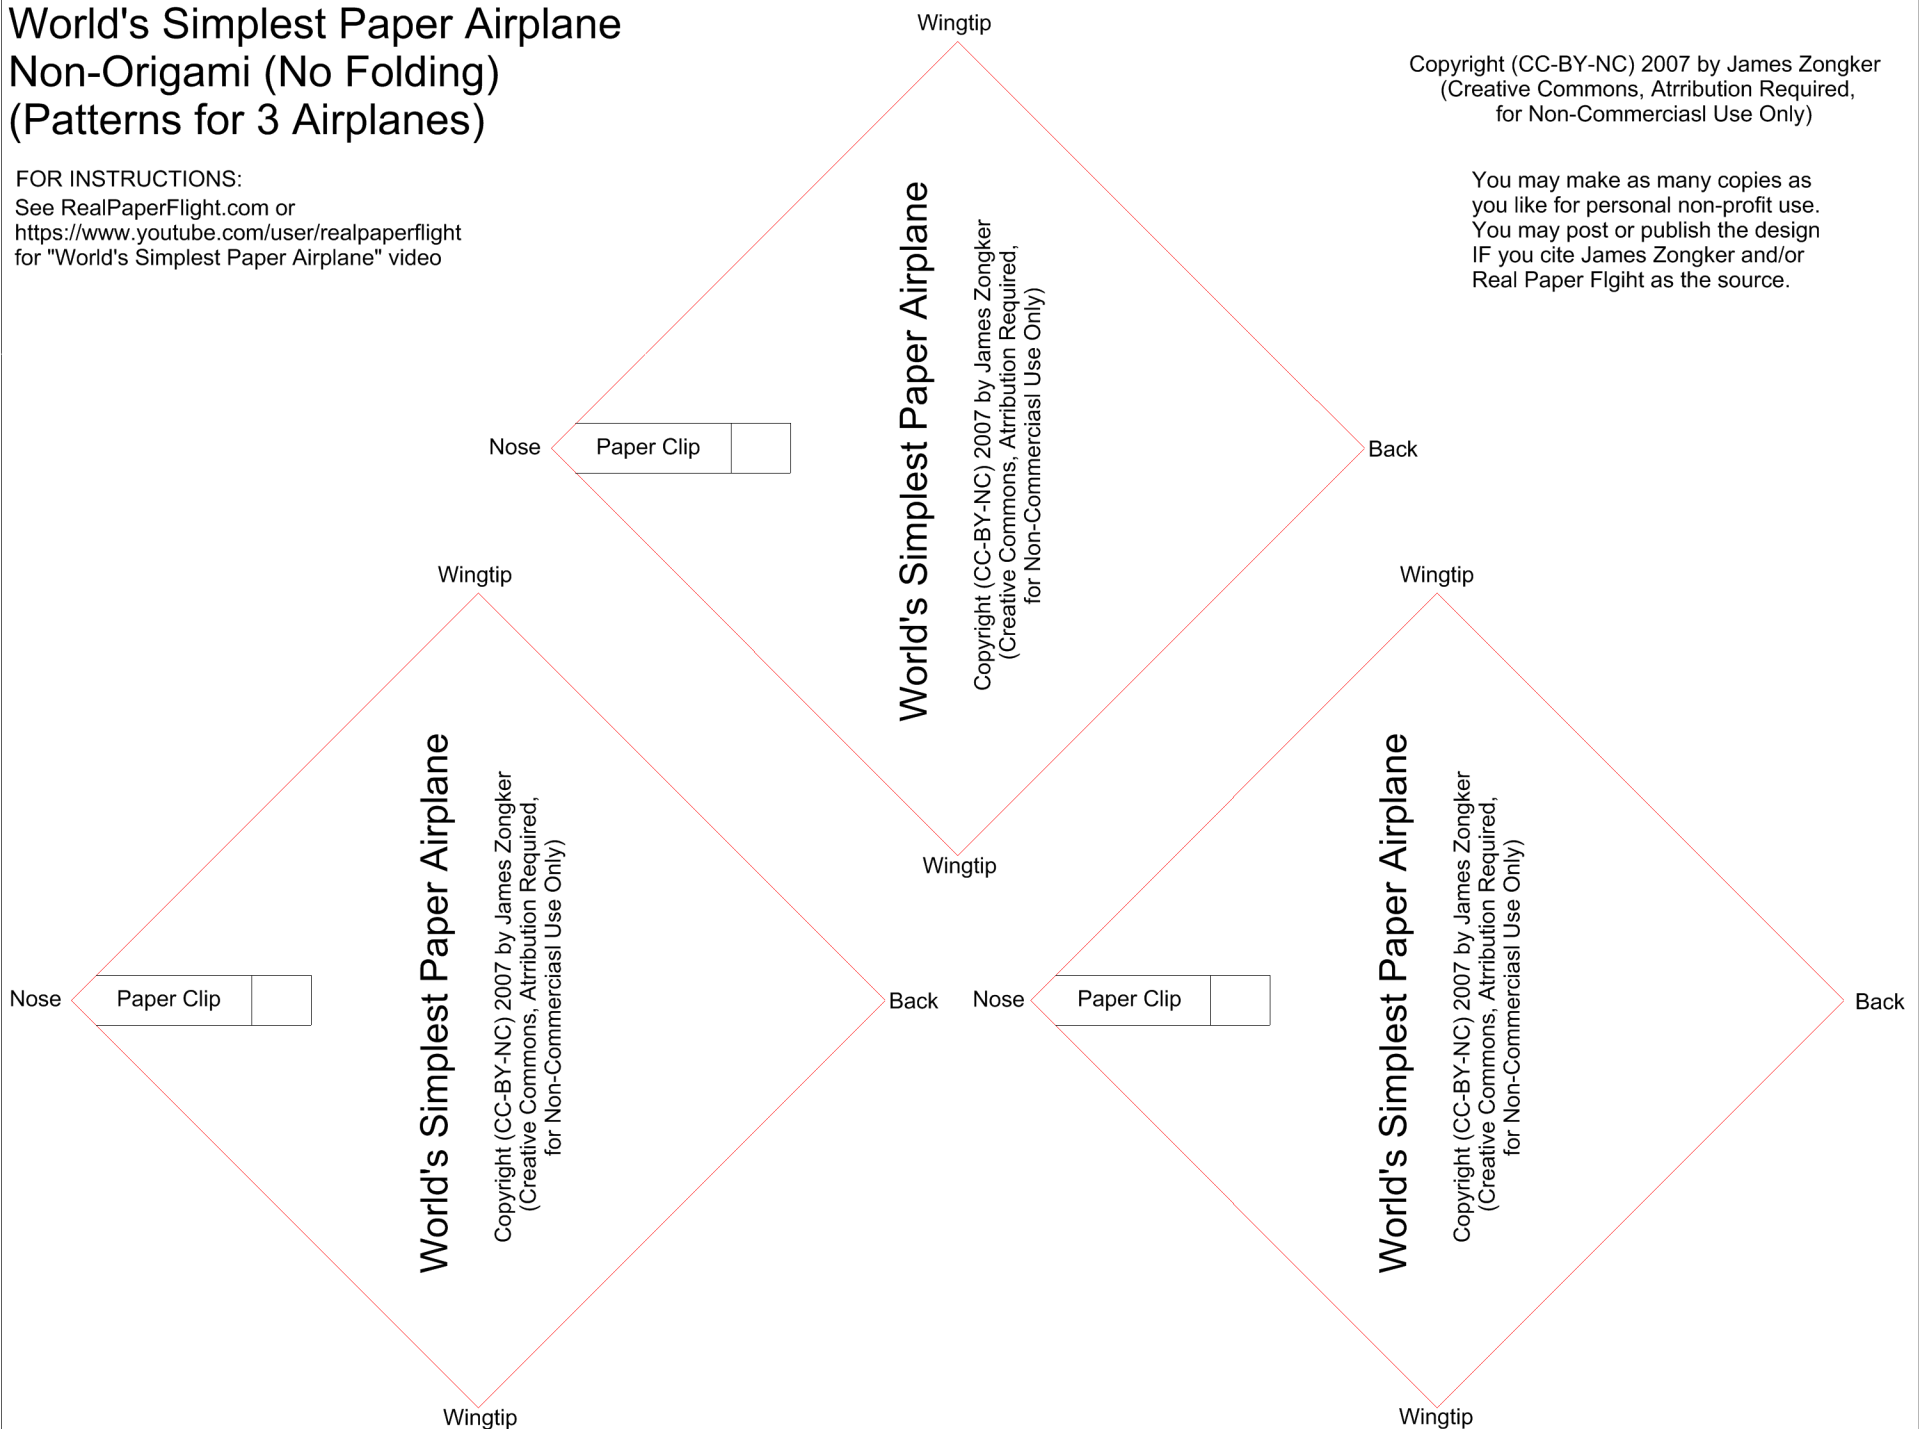 World's Simplest Paper Airplane
Non-Origami (No Folding)
(Patterns for 3 Airplanes)
FOR INSTRUCTIONS:
See RealPaperFlight.com or
https://www.youtube.com/user/realpaperflight
for "World's Simplest Paper Airplane" video
Copyright (CC-BY-NC) 2007 by James Zongker
(Creative Commons, Atrribution Required,
for Non-Commerciasl Use Only)
You may make as many copies as
you like for personal non-profit use.
You may post or publish the design
IF you cite James Zongker and/or
Real Paper Flgiht as the source.
Wingtip
Nose
Paper Clip
World's Simplest Paper Airplane
Copyright (CC-BY-NC) 2007 by James Zongker
(Creative Commons, Atrribution Required,
for Non-Commerciasl Use Only)
Back
Wingtip
Wingtip
Nose
Paper Clip
World's Simplest Paper Airplane
Copyright (CC-BY-NC) 2007 by James Zongker
(Creative Commons, Atrribution Required,
for Non-Commerciasl Use Only)
Back
Wingtip
Wingtip
Nose
Paper Clip
World's Simplest Paper Airplane
Copyright (CC-BY-NC) 2007 by James Zongker
(Creative Commons, Atrribution Required,
for Non-Commerciasl Use Only)
Back
Wingtip